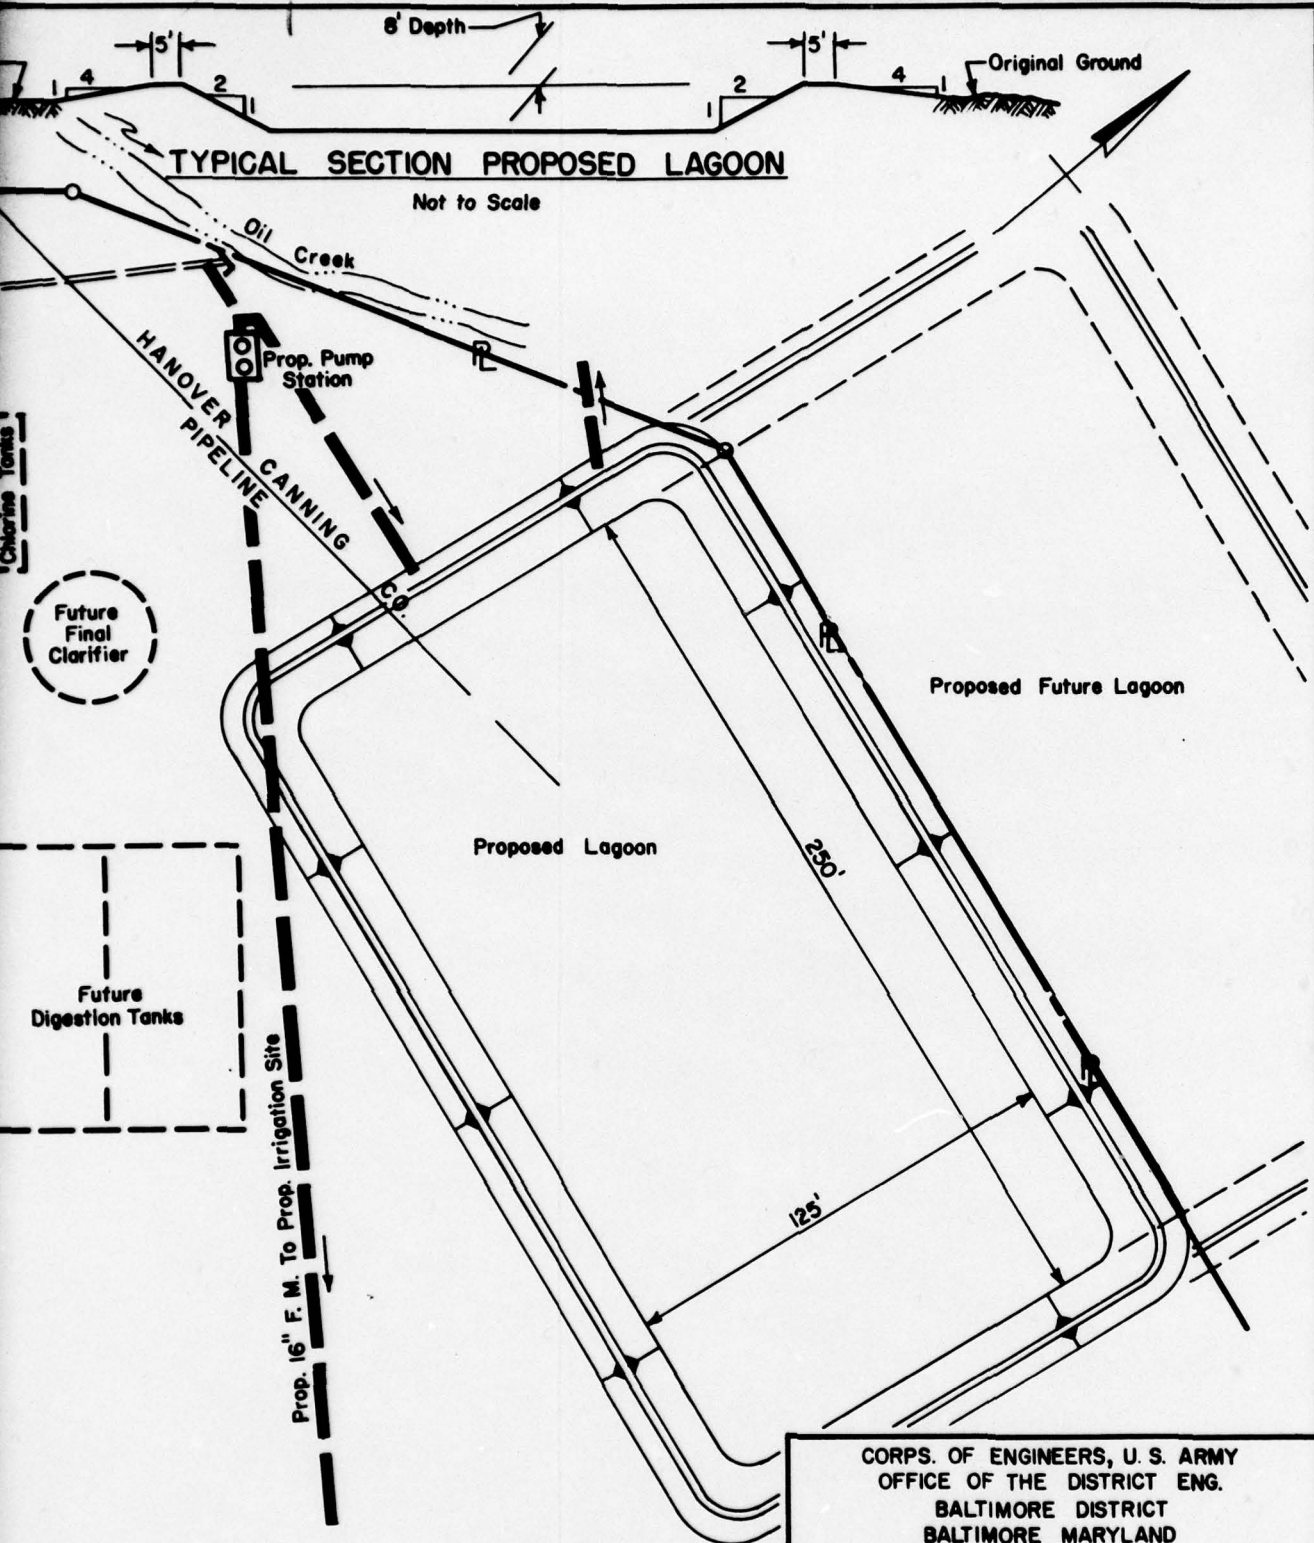 8' Depth
5'
5'
1
4
2
1
2
1
4
1
Original Ground
TYPICAL SECTION PROPOSED LAGOON
Not to Scale
Oil Creek
PL
Prop. Pump
Station
HANOVER CANNING CO.
PIPELINE
Chlorine Tanks
Future
Final
Clarifier
PL
Proposed Future Lagoon
Proposed Lagoon
250'
Future
Digestion Tanks
PL
125'
Prop. 16" F. M. To Prop. Irrigation Site
CORPS. OF ENGINEERS, U. S. ARMY
OFFICE OF THE DISTRICT ENG.
BALTIMORE DISTRICT
BALTIMORE MARYLAND